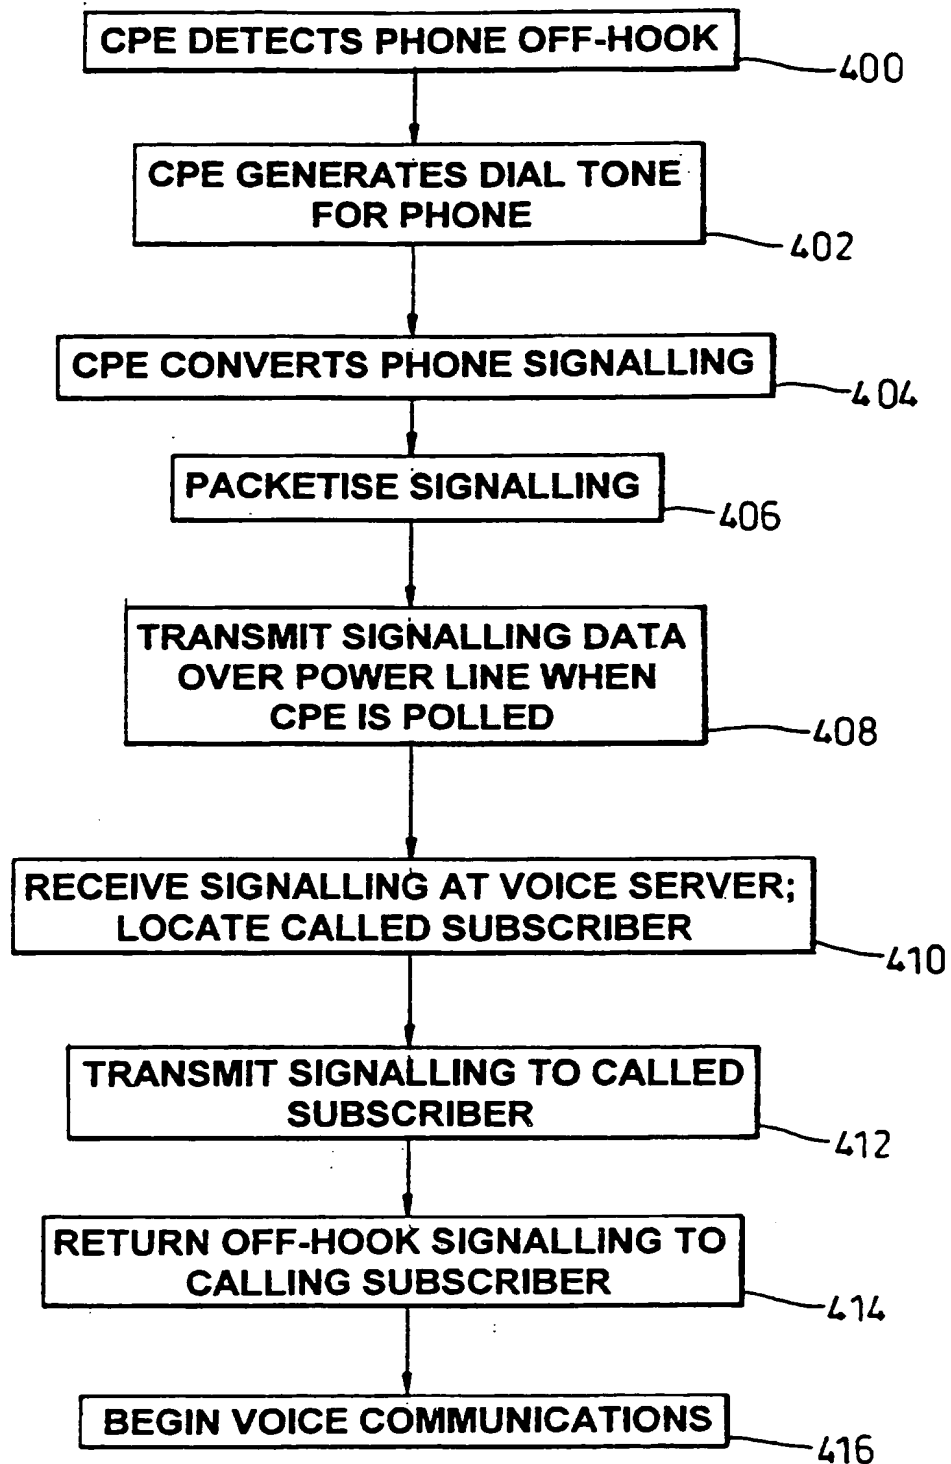 CPE DETECTS PHONE OFF-HOOK
400
CPE GENERATES DIAL TONE
FOR PHONE
402
CPE CONVERTS PHONE SIGNALLING
404
PACKETISE SIGNALLING
406
TRANSMIT SIGNALLING DATA
OVER POWER LINE WHEN
CPE IS POLLED
408
RECEIVE SIGNALLING AT VOICE SERVER;
LOCATE CALLED SUBSCRIBER
410
TRANSMIT SIGNALLING TO CALLED
SUBSCRIBER
412
RETURN OFF-HOOK SIGNALLING TO
CALLING SUBSCRIBER
414
BEGIN VOICE COMMUNICATIONS
416